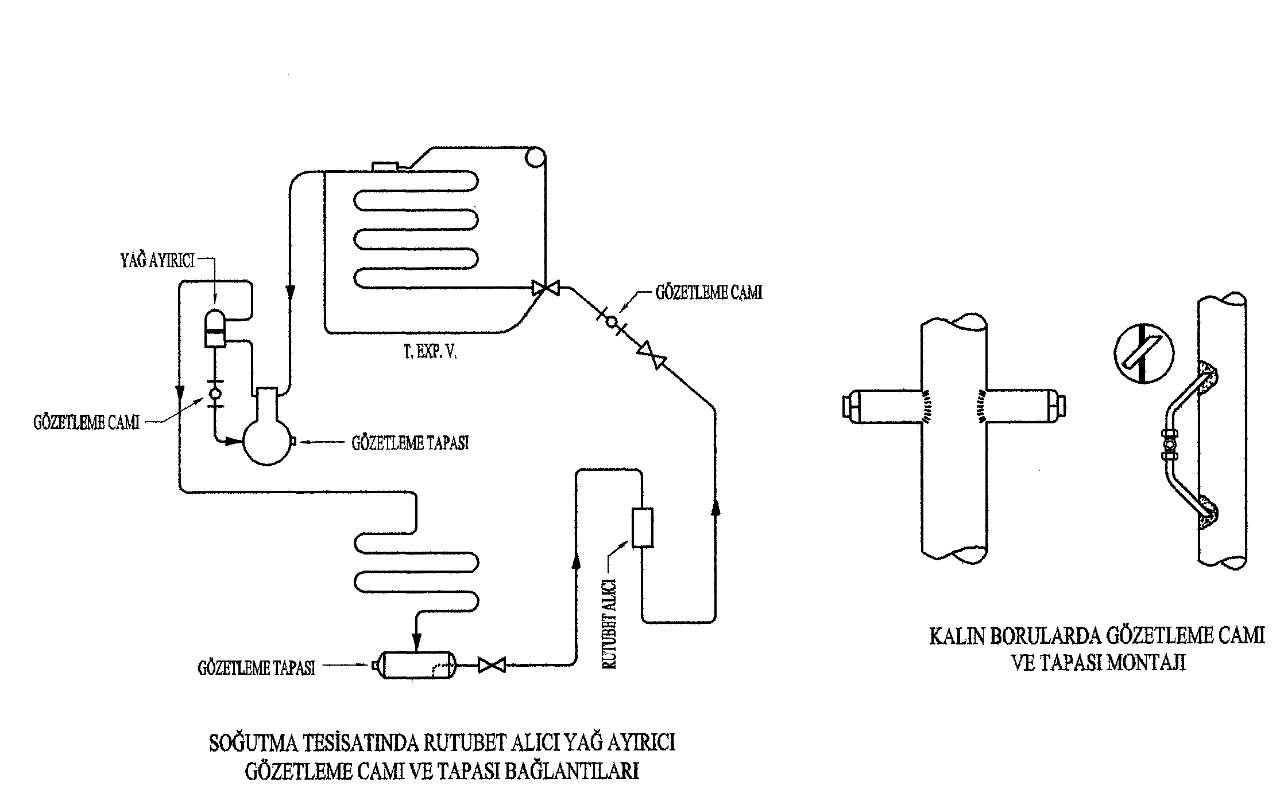 YAĞ AYIRICI
GÖZETLEME CAMI
T. EXP. V.
GÖZETLEME CAMI
GÖZETLEME TAPASI
RUTUBET ALICI
GÖZETLEME TAPASI
KALIN BORULARDA GÖZETLEME CAMI
VE TAPASI MONTAJI
SOĞUTMA TESİSATINDA RUTUBET ALICI YAĞ AYIRICI
GÖZETLEME CAMI VE TAPASI BAĞLANTILARI